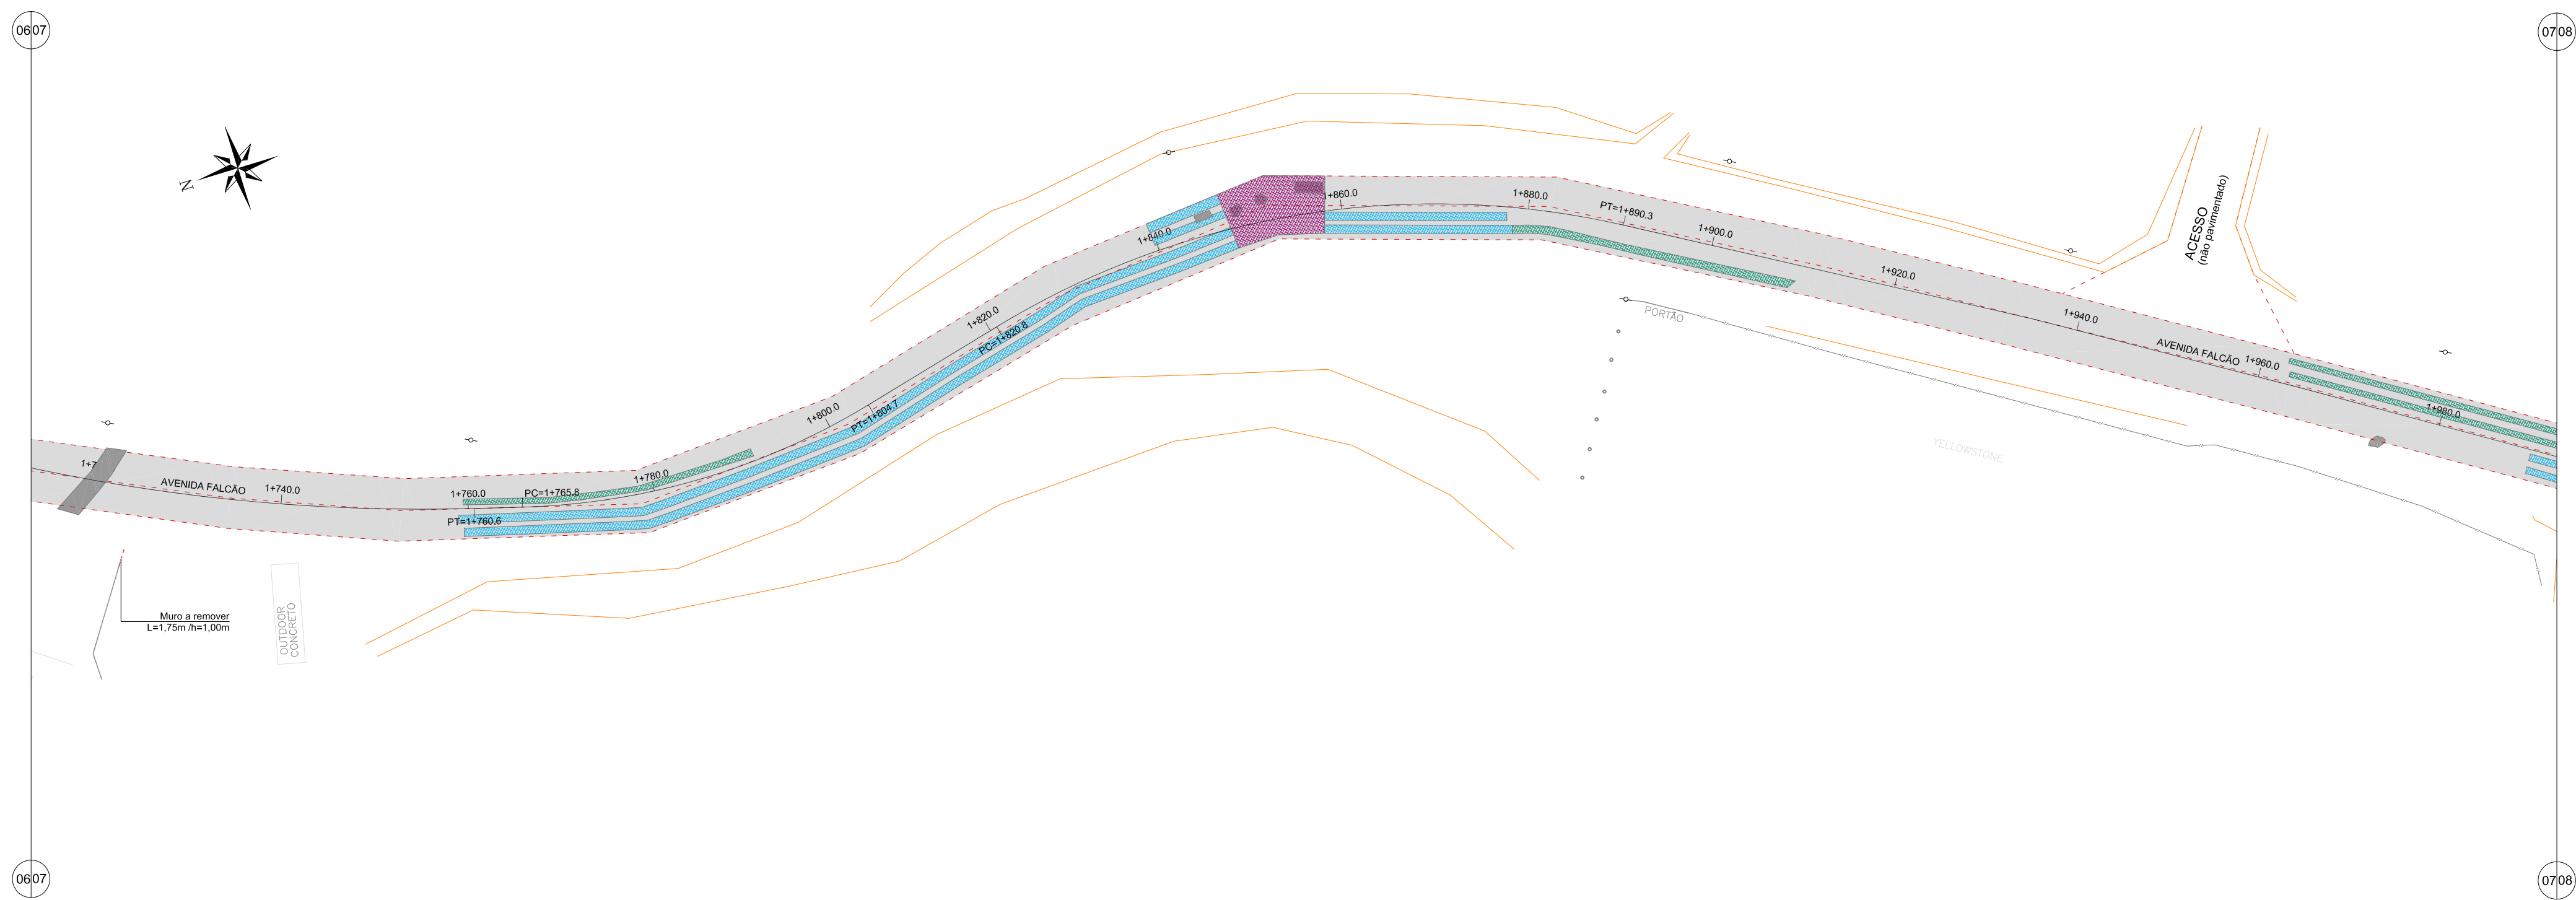 06 07
07 08
N
1+7
AVENIDA FALCÃO
1+740.0
1+760.0
PC=1+765.8
PT=1+760.6
1+780.0
1+800.0
PT=1+804.7
1+820.0
PC=1+820.8
1+840.0
1+860.0
1+880.0
PT=1+890.3
1+900.0
1+920.0
1+940.0
AVENIDA FALCÃO
1+960.0
1+980.0
ACESSO
(não pavimentado)
PORTÃO
YELLOWSTONE
Muro a remover
L=1,75m /h=1,00m
OUTDOOR
CONCRETO
06 07
07 08